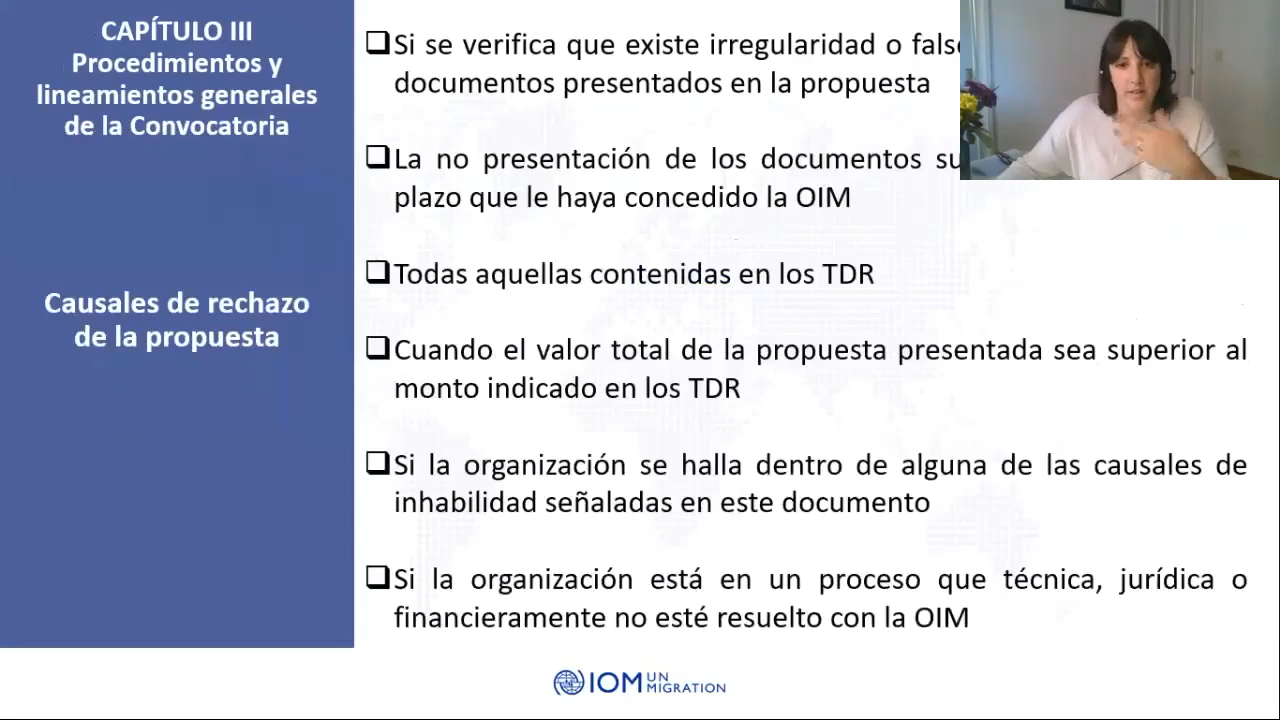 CAPÍTULO III
Procedimientos y
lineamientos generales
de la Convocatoria
Causales de rechazo
de la propuesta
Si se verifica que existe irregularidad o
documentos presentados en la propuesta
La no presentación de los documentos
plazo que le haya concedido la OIM
Todas aquellas contenidas en los TDR
Cuando el valor total de la propuesta presentada sea superior al
monto indicado en los TDR
Si la organización se halla dentro de alguna de las causales de
inhabilidad señaladas en este documento
Si la organización está en un proceso que técnica, jurídica o
financieramente no esté resuelto con la OIM
IOM UN
MIGRATION